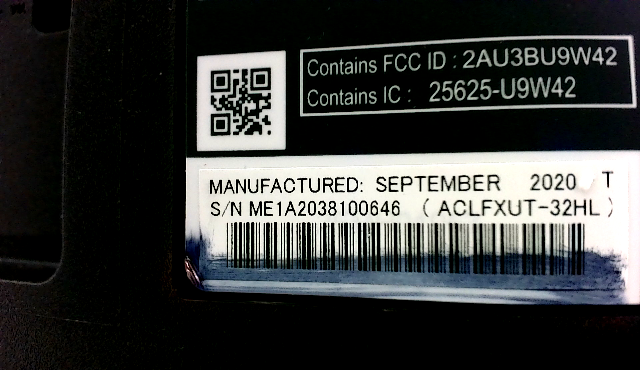 Contains FCC ID : 2AU3BU9W42
Contains IC : 25625-U9W42
MANUFACTURED: SEPTEMBER 2020 T
S/N ME1A2038100646 ( ACLFXUT-32HL )